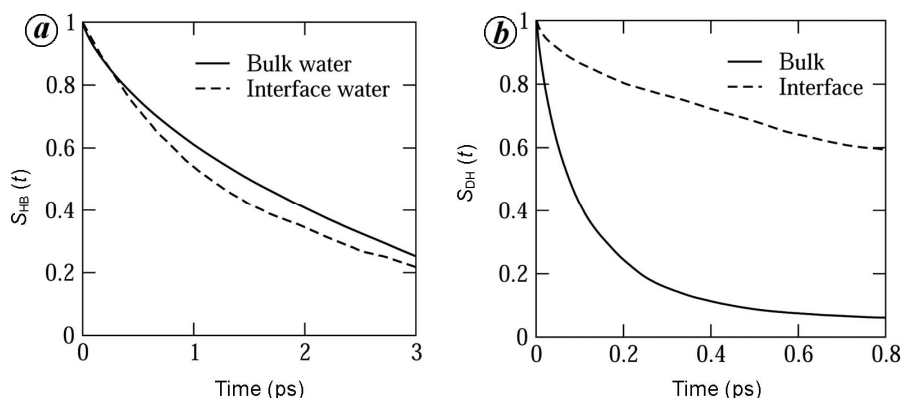 a
1
0.8
0.6
0.4
0.2
0
0
1
2
3
S_HB (t)
Time (ps)
Bulk water
Interface water
b
1
0.8
0.6
0.4
0.2
0
0
0.2
0.4
0.6
0.8
S_DH (t)
Time (ps)
Bulk
Interface